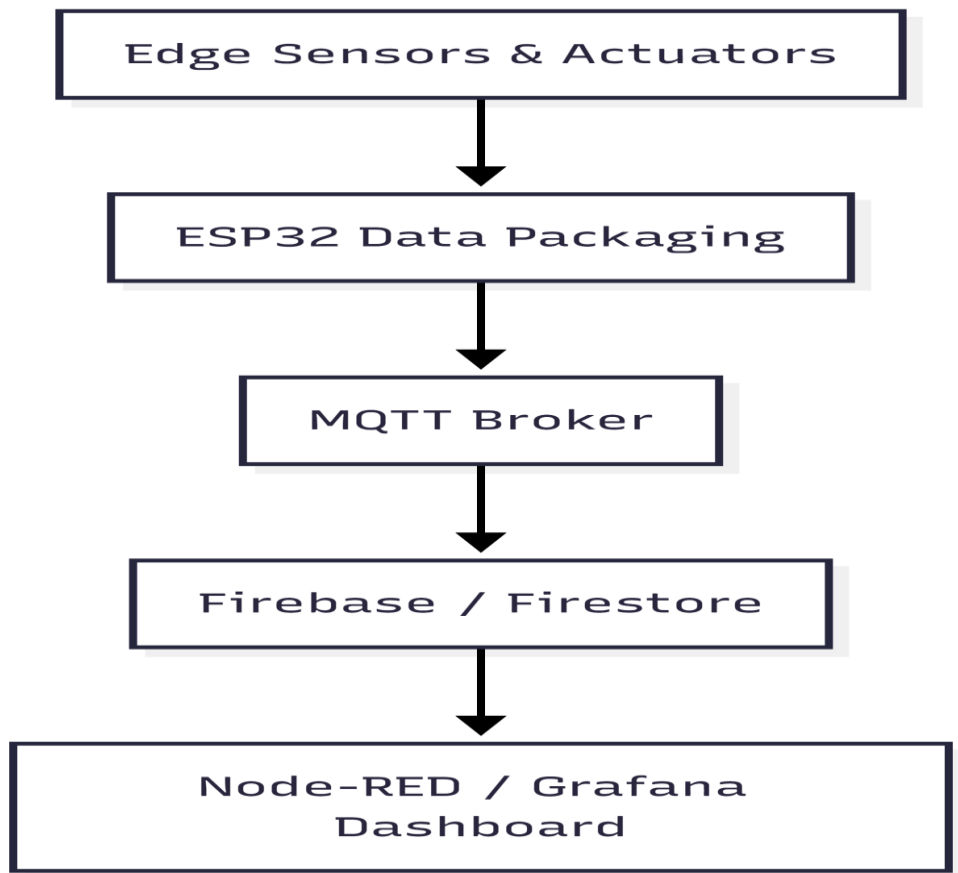 Edge Sensors & Actuators
ESP32 Data Packaging
MQTT Broker
Firebase / Firestore
Node-RED / Grafana
Dashboard